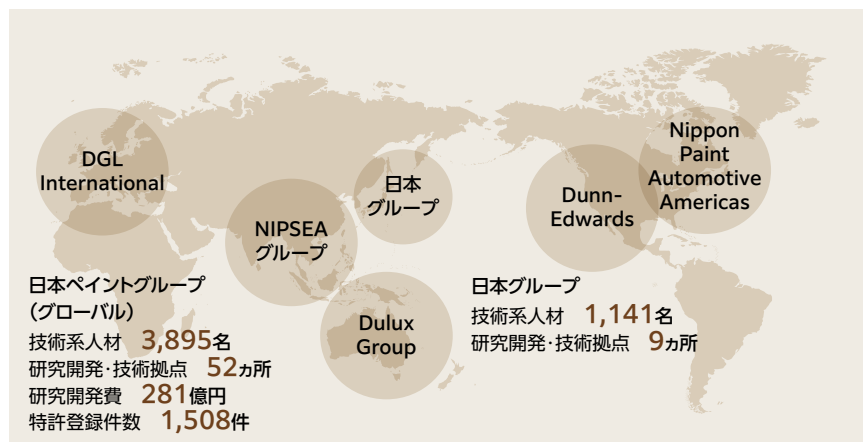 DGL
International
NIPSEA
グループ
日本
グループ
Dulux
Group
Dunn-
Edwards
Nippon
Paint
Automotive
Americas
日本ペイントグループ
（グローバル）
技術系人材 3,895名
研究開発・技術拠点 52ヵ所
研究開発費 281億円
特許登録件数 1,508件
日本グループ
技術系人材 1,141名
研究開発・技術拠点 9ヵ所